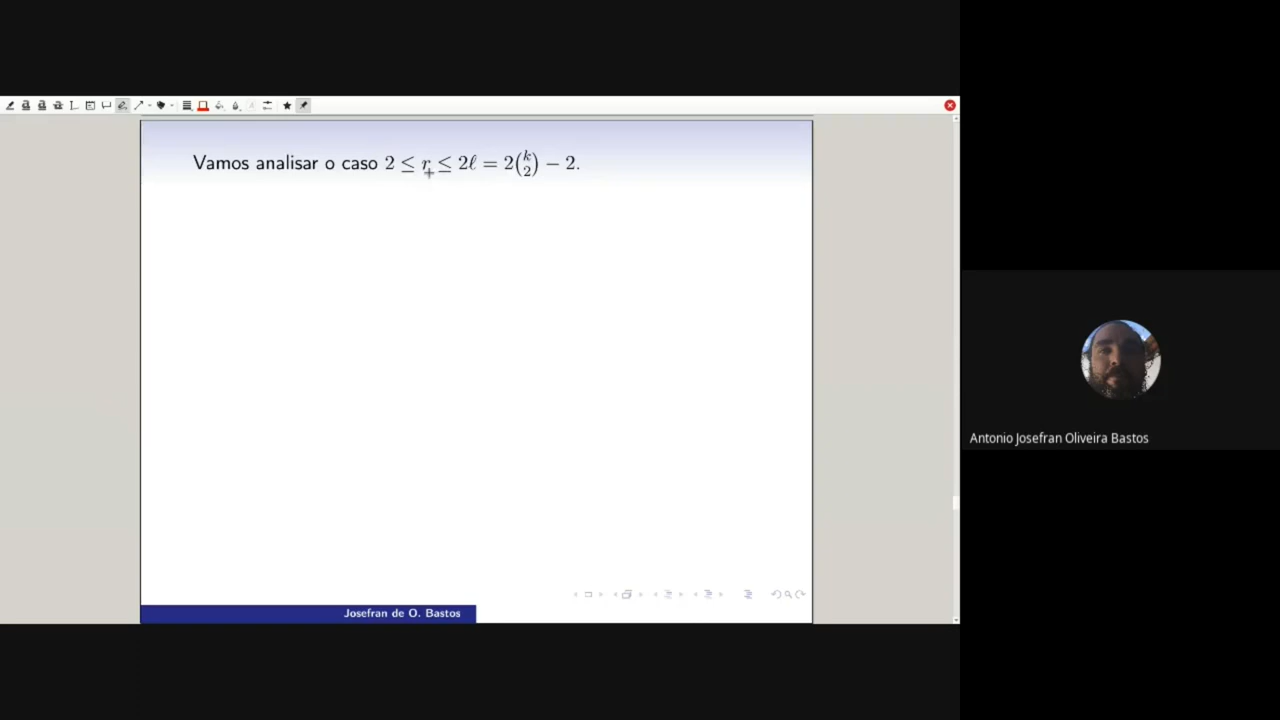 Vamos analisar o caso 2 ≤ r ≤ 2ℓ = 2(k 2) − 2.
Antonio Josefran Oliveira Bastos
Josefran de O. Bastos